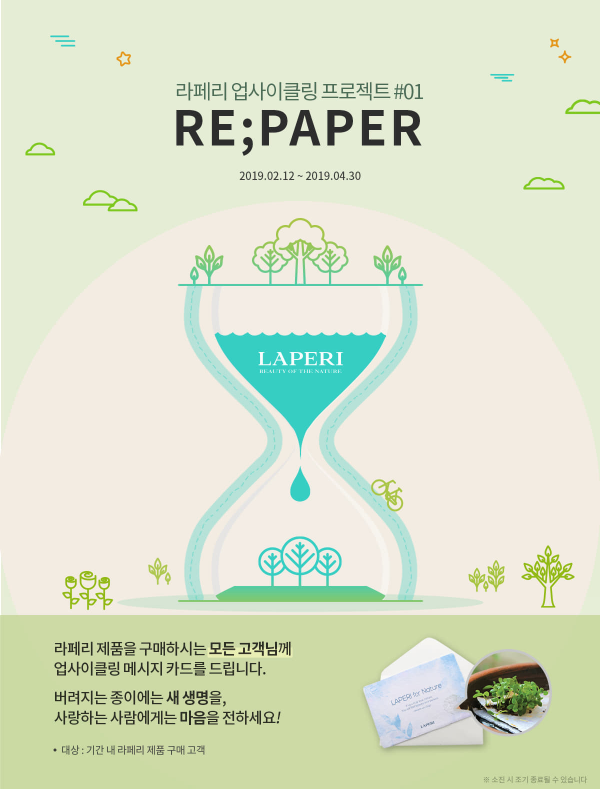 라페리 업사이클링 프로젝트 #01
RE;PAPER
2019.02.12 ~ 2019.04.30
LAPERI
BEAUTY OF THE NATURE
라페리 제품을 구매하시는 모든 고객님께
업사이클링 메시지 카드를 드립니다.
버려지는 종이에는 새 생명을,
사랑하는 사람에게는 마음을 전하세요!
• 대상 : 기간 내 라페리 제품 구매 고객
LAPERI for Nature
LAPERI
※ 소진 시 조기 종료될 수 있습니다